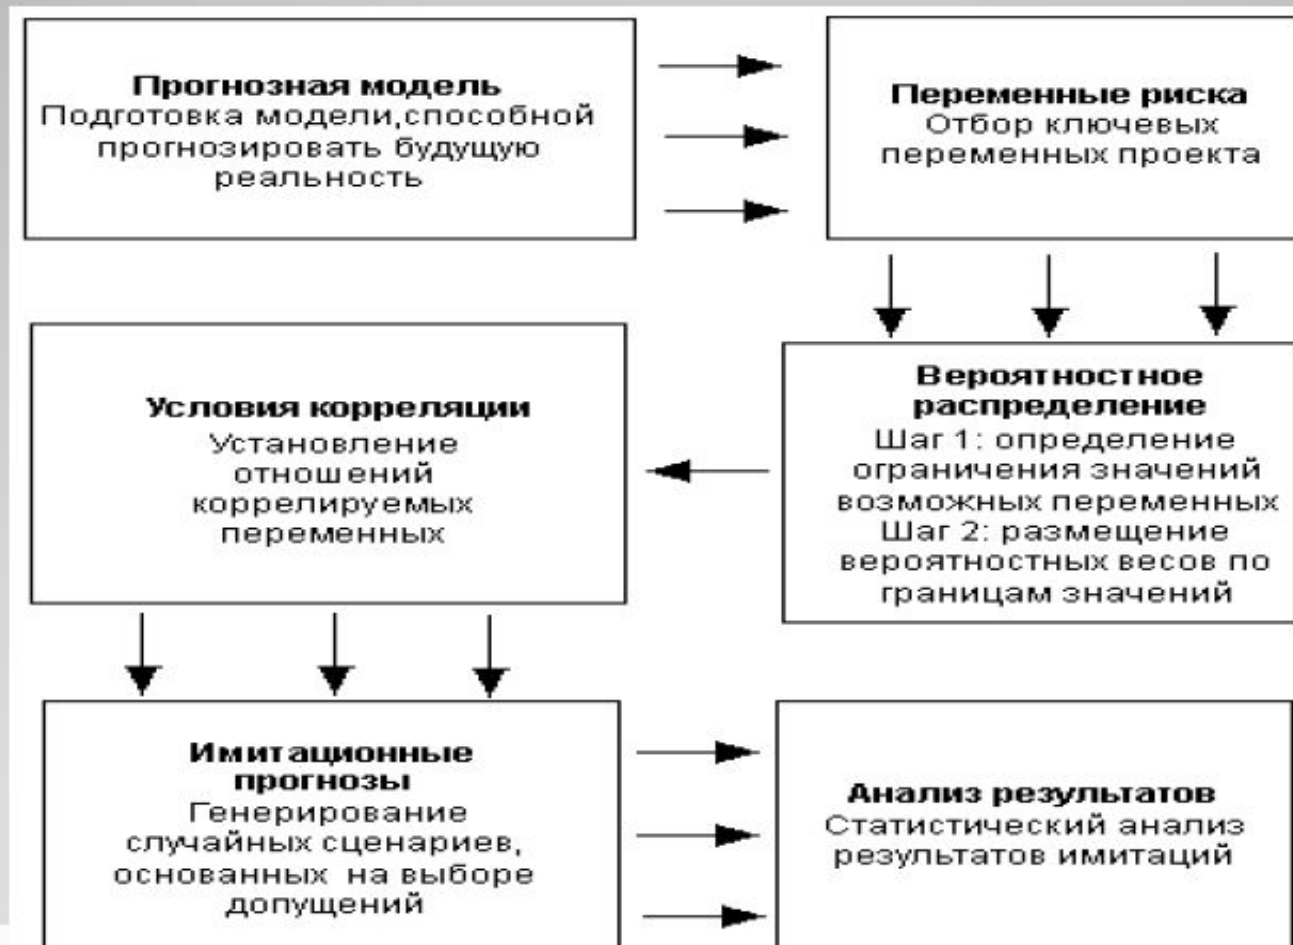 Прогнозная модель
Подготовка модели,способной
прогнозировать будущую
реальность
Переменные риска
Отбор ключевых
переменных проекта
Вероятностное
распределение
Шаг 1: определение
ограничения значений
возможных переменных
Шаг 2: размещение
вероятностных весов по
границам значений
Условия корреляции
Установление
отношений
коррелируемых
переменных
Имитационные
прогнозы
Генерирование
случайных сценариев,
основанных на выборе
допущений
Анализ результатов
Статистический анализ
результатов имитаций